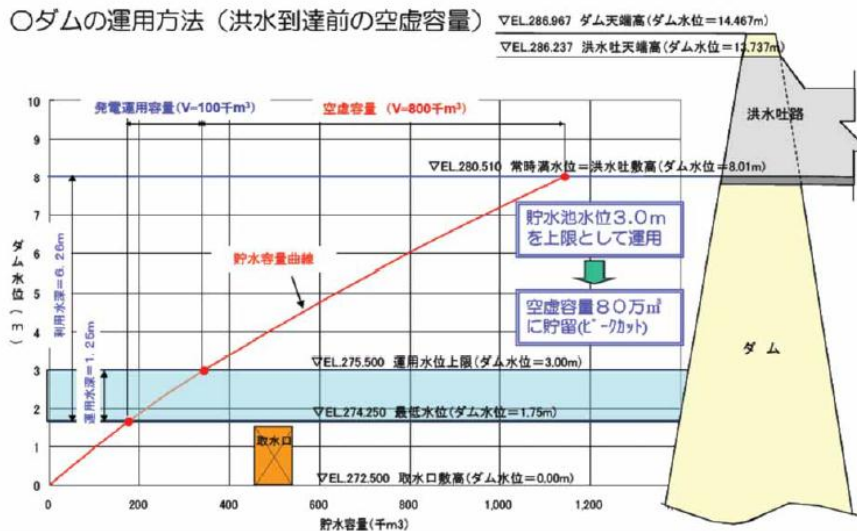 ○ダムの運用方法（洪水到達前の空虚容量）
▽EL.286.967 ダム天端高(ダム水位=14.467m)
▽EL.286.237 洪水吐天端高(ダム水位=13.737m)
発電運用容量(V=100千m³)
空虚容量 (V=800千m³)
洪水吐路
▽EL.280.510 常時満水位=洪水吐敷高(ダム水位=8.01m)
貯水池水位3.0m
を上限として運用
貯水容量曲線
空虚容量80万㎥
に貯留(ﾋﾟｰｸカット)
ダム
▽EL.275.500 運用水位上限(ダム水位=3.00m)
▽EL.274.250 最低水位(ダム水位=1.75m)
取水口
▽EL.272.500 取水口敷高(ダム水位=0.00m)
利用水深=6.26m
運用水深=1.25m
ダム水位(m)
10
9
8
7
6
5
4
3
2
1
0
0
200
400
600
800
1,000
1,200
貯水容量(千m3)